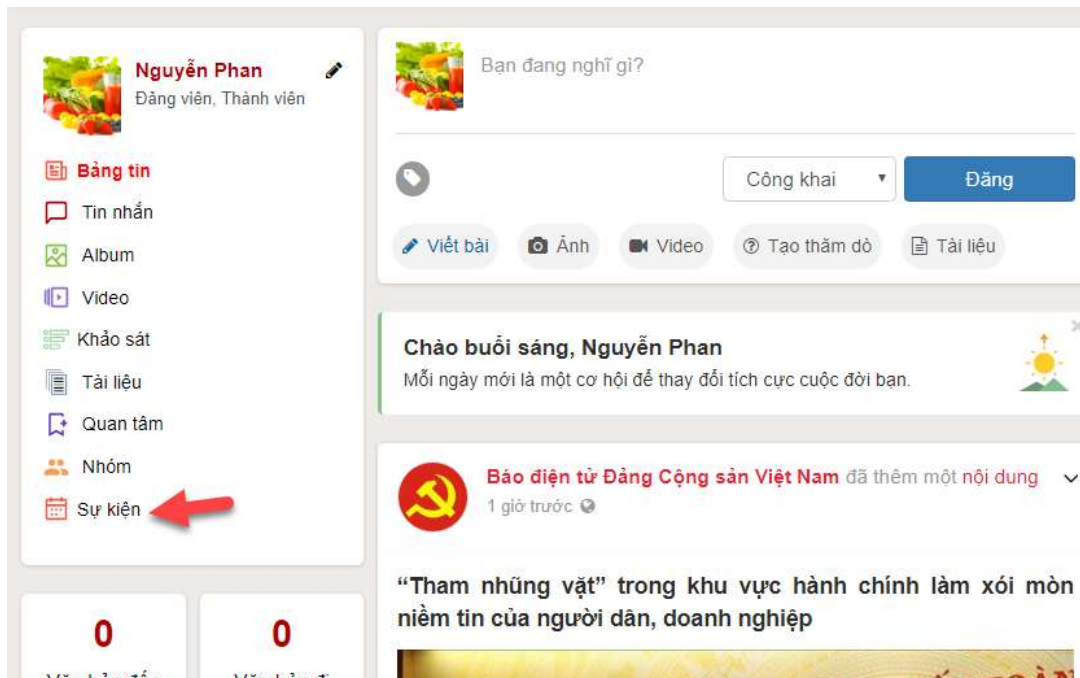 Nguyễn Phan
Đảng viên, Thành viên
Bảng tin
Tin nhắn
Album
Video
Khảo sát
Tài liệu
Quan tâm
Nhóm
Sự kiện
0
0
Bạn đang nghĩ gì?
Công khai
Đăng
Viết bài
Ảnh
Video
Tạo thăm dò
Tài liệu
Chào buổi sáng, Nguyễn Phan
Mỗi ngày mới là một cơ hội để thay đổi tích cực cuộc đời bạn.
Báo điện tử Đảng Cộng sản Việt Nam đã thêm một nội dung
1 giờ trước
“Tham nhũng vặt” trong khu vực hành chính làm xói mòn
niềm tin của người dân, doanh nghiệp